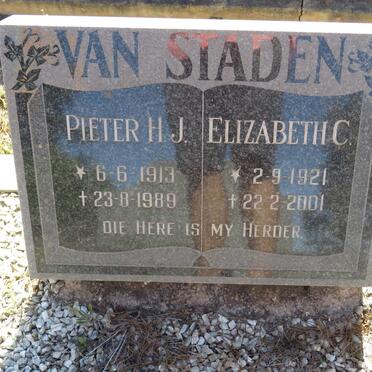 VAN STADEN
PIETER H.J. ELIZABETH C.
* 6-6-1913 * 2-9-1921
† 23-8-1989 † 22-2-2001
DIE HERE IS MY HERDER